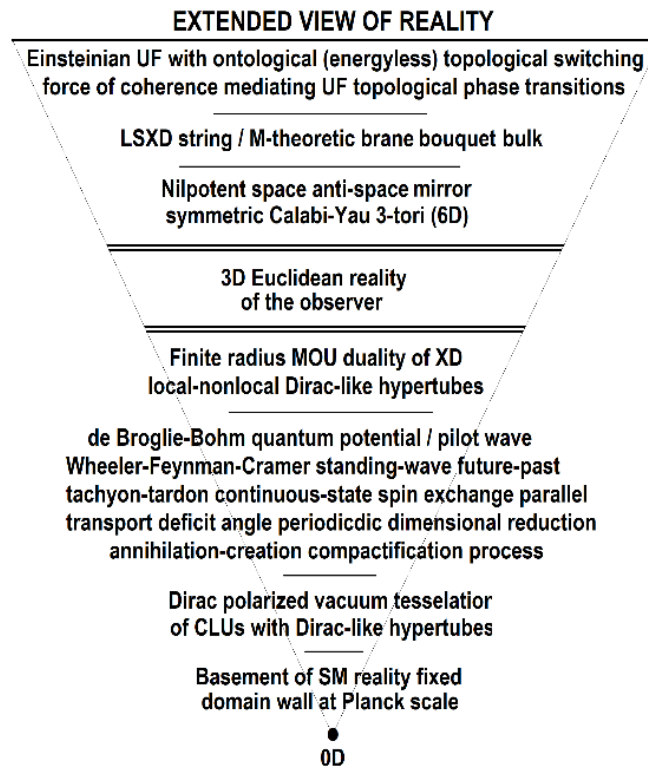 EXTENDED VIEW OF REALITY
Einsteinian UF with ontological (energyless) topological switching
force of coherence mediating UF topological phase transitions
LSXD string / M-theoretic brane bouquet bulk
Nilpotent space anti-space mirror
symmetric Calabi-Yau 3-tori (6D)
3D Euclidean reality
of the observer
Finite radius MOU duality of XD
local-nonlocal Dirac-like hypertubes
de Broglie-Bohm quantum potential / pilot wave
Wheeler-Feynman-Cramer standing-wave future-past
tachyon-tardon continuous-state spin exchange parallel
transport deficit angle periodicdic dimensional reduction
annihilation-creation compactification process
Dirac polarized vacuum tesselation
of CLUs with Dirac-like hypertubes
Basement of SM reality fixed
domain wall at Planck scale
0D